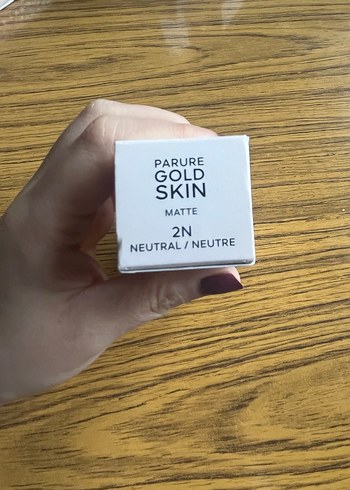 PARURE
GOLD
SKIN
MATTE
2N
NEUTRAL / NEUTRE